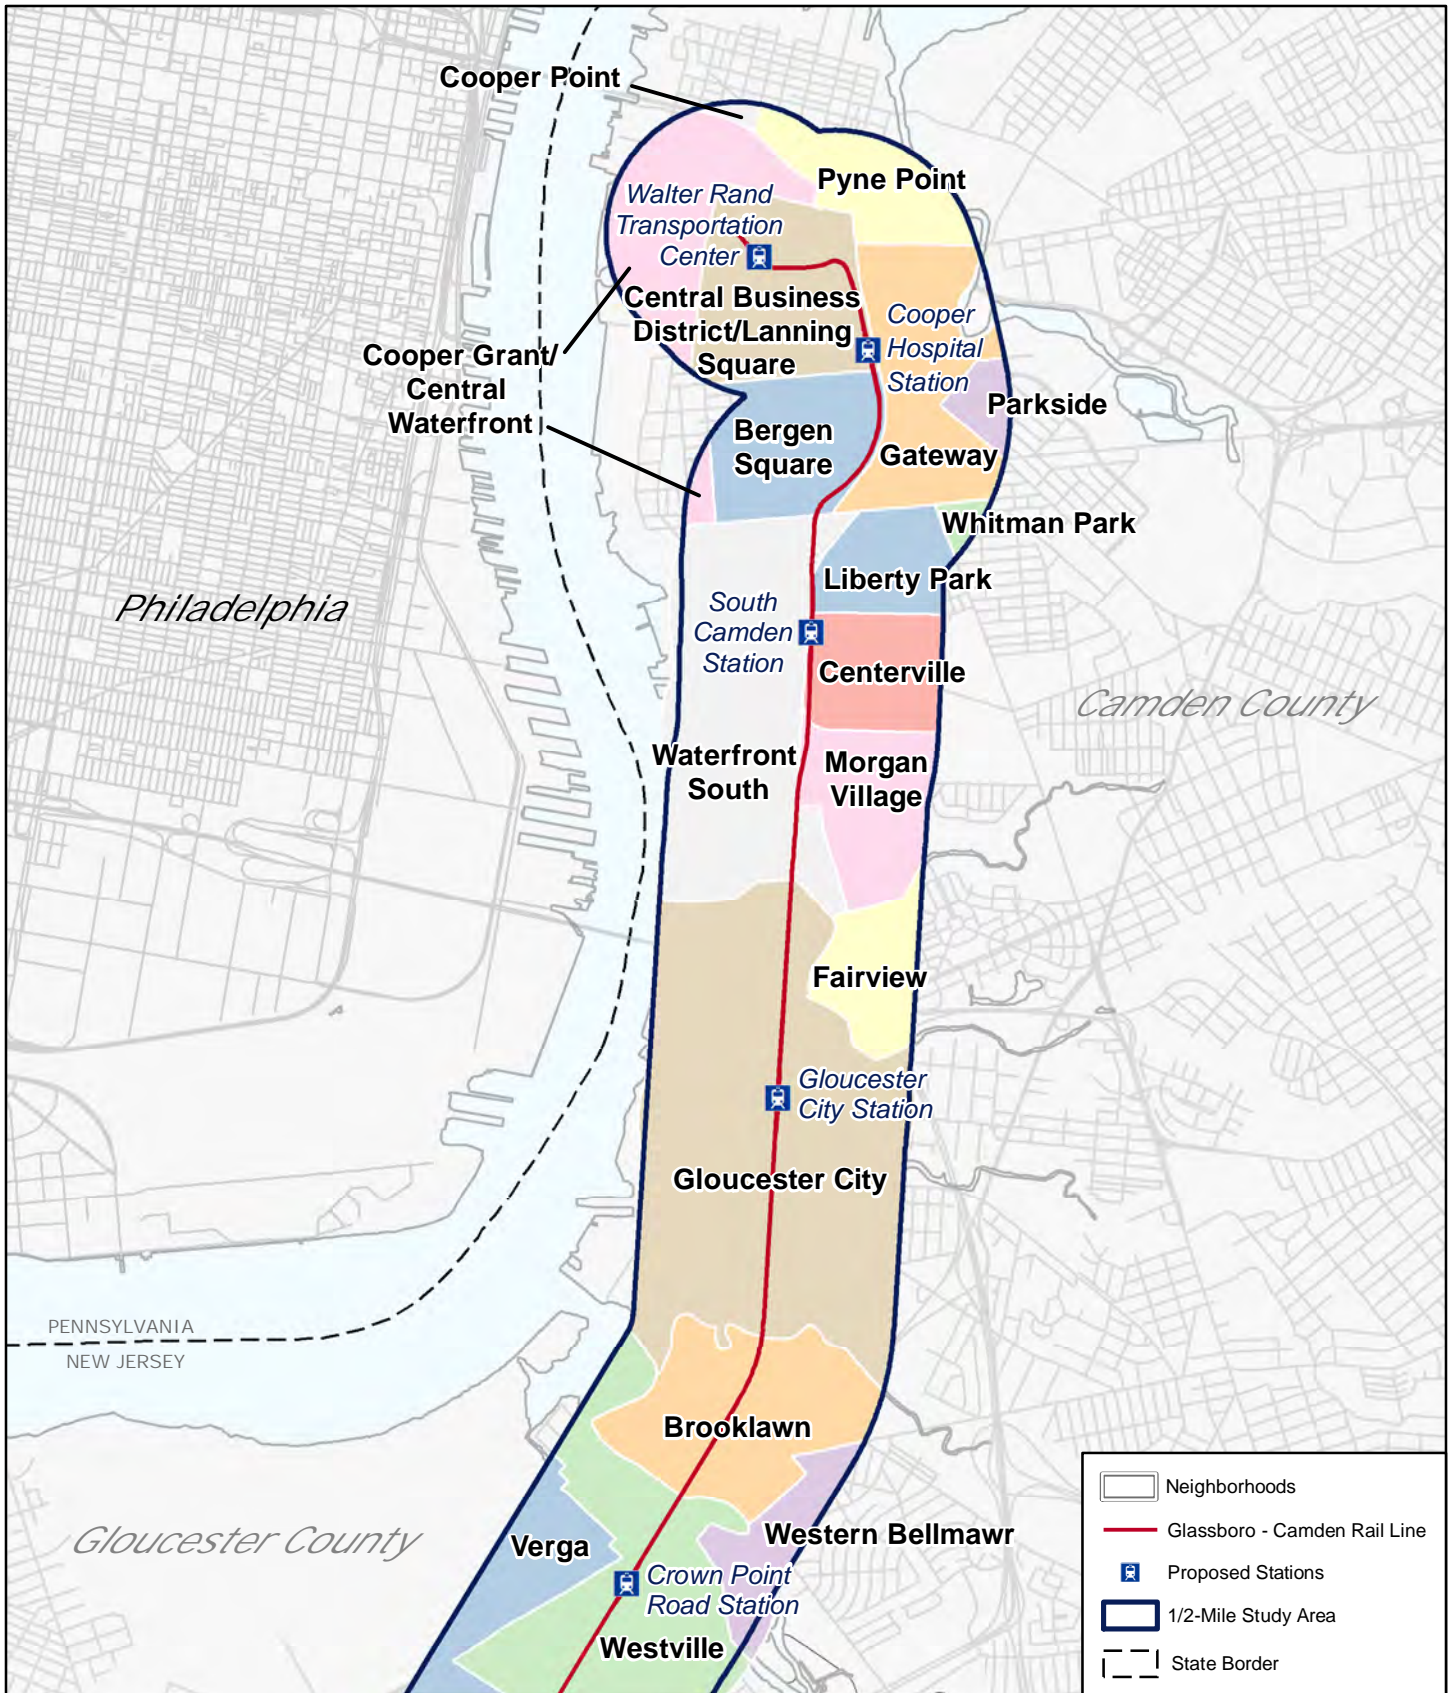 Cooper Point
Pyne Point
Walter Rand
Transportation
Center
Central Business
District/Lanning
Square
Cooper
Hospital
Station
Cooper Grant/
Central
Waterfront
Parkside
Bergen
Square
Gateway
Whitman Park
Liberty Park
Philadelphia
South
Camden
Station
Centerville
Camden County
Waterfront
South
Morgan
Village
Fairview
Gloucester
City Station
Gloucester City
PENNSYLVANIA
NEW JERSEY
Brooklawn
Gloucester County
Verga
Western Bellmawr
Crown Point
Road Station
Westville
Neighborhoods
Glassboro - Camden Rail Line
Proposed Stations
1/2-Mile Study Area
State Border